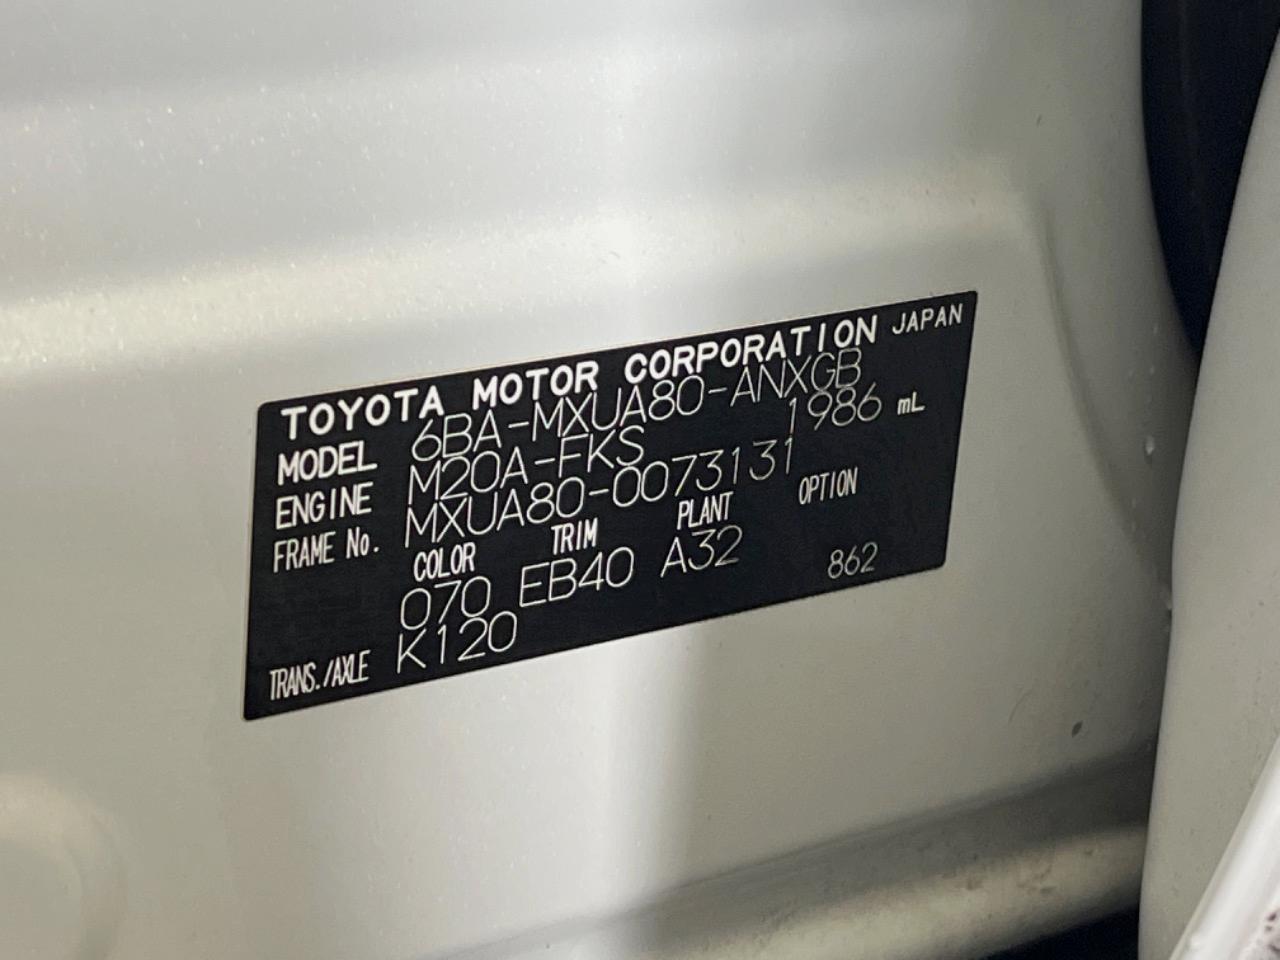 TOYOTA MOTOR CORPORATION JAPAN
MODEL 6BA-MXUA80-ANXGB
ENGINE M20A-FKS 1986 mL
FRAME No. MXUA80-0073131
COLOR TRIM PLANT OPTION
070 EB40 A32 862
TRANS./AXLE K120